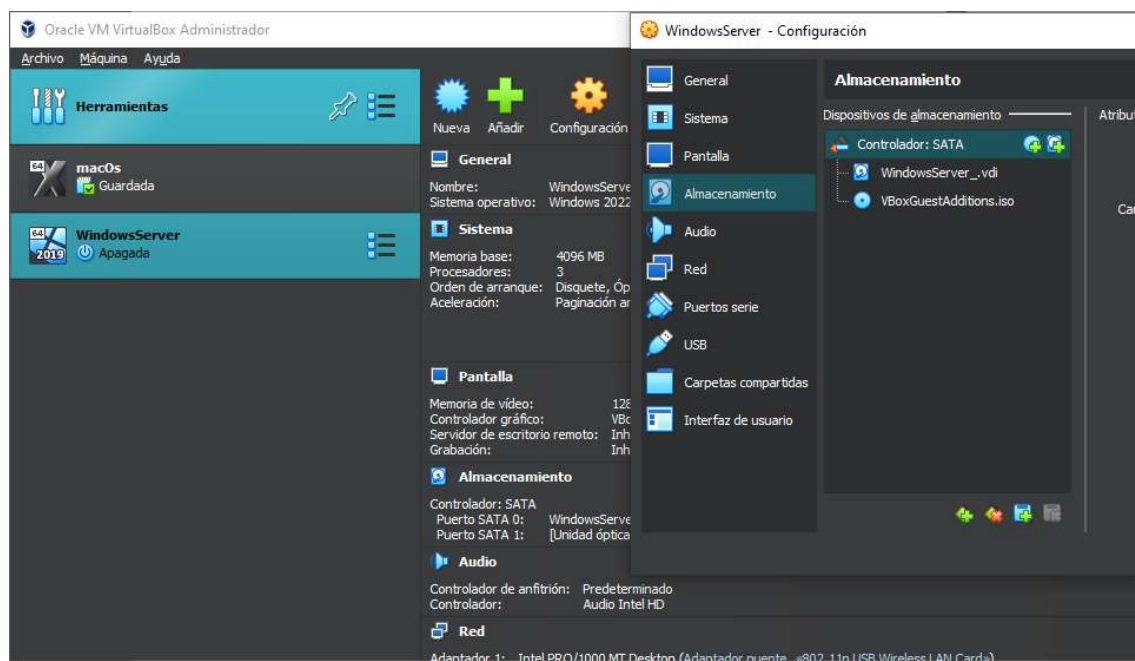 Oracle VM VirtualBox Administrador
Archivo Máquina Ayuda
Herramientas
64
macOs
Guardada
64
2019
WindowsServer
Apagada
Nueva Añadir Configuración
General
Nombre: WindowsServe
Sistema operativo: Windows 2022
Sistema
Memoria base: 4096 MB
Procesadores: 3
Orden de arranque: Disquete, Óp
Aceleración: Paginación an
Pantalla
Memoria de vídeo: 128
Controlador gráfico: VBo
Servidor de escritorio remoto: Inh
Grabación: Inh
Almacenamiento
Controlador: SATA
Puerto SATA 0: WindowsServe
Puerto SATA 1: [Unidad óptica
Audio
Controlador de anfitrión: Predeterminado
Controlador: Audio Intel HD
Red
Adaptador 1: Intel PRO/1000 MT Desktop (Adaptador puente, «802.11n USB Wireless LAN Card»)
WindowsServer - Configuración
General
Sistema
Pantalla
Almacenamiento
Audio
Red
Puertos serie
USB
Carpetas compartidas
Interfaz de usuario
Almacenamiento
Dispositivos de almacenamiento
Controlador: SATA
WindowsServer_.vdi
VBoxGuestAdditions.iso
Atribut